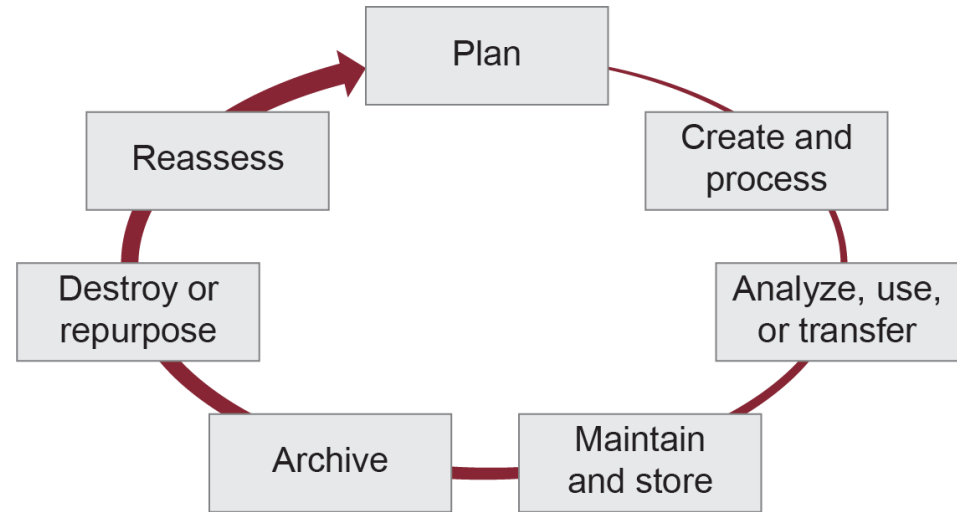 Plan
Create and
process
Analyze, use,
or transfer
Maintain
and store
Archive
Destroy or
repurpose
Reassess